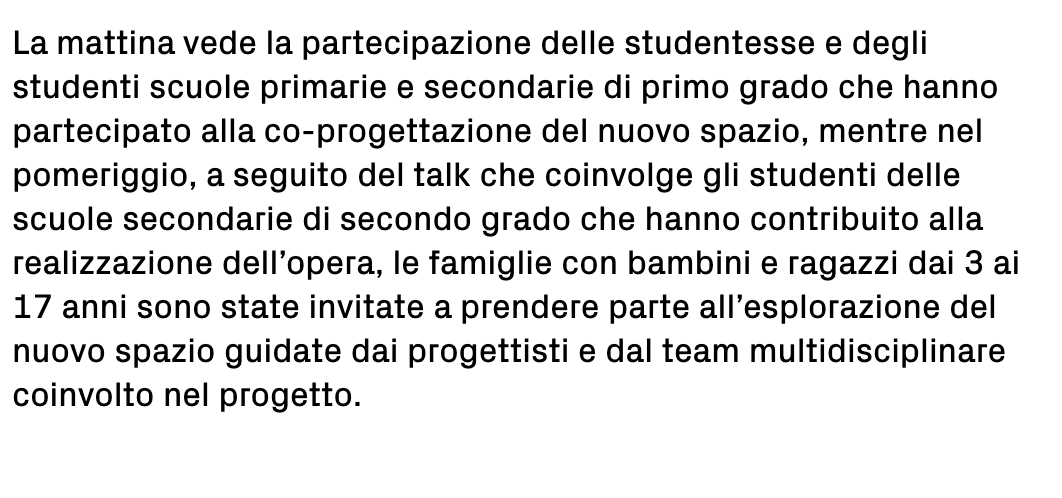 La mattina vede la partecipazione delle studentesse e degli
studenti scuole primarie e secondarie di primo grado che hanno
partecipato alla co-progettazione del nuovo spazio, mentre nel
pomeriggio, a seguito del talk che coinvolge gli studenti delle
scuole secondarie di secondo grado che hanno contribuito alla
realizzazione dell’opera, le famiglie con bambini e ragazzi dai 3 ai
17 anni sono state invitate a prendere parte all’esplorazione del
nuovo spazio guidate dai progettisti e dal team multidisciplinare
coinvolto nel progetto.